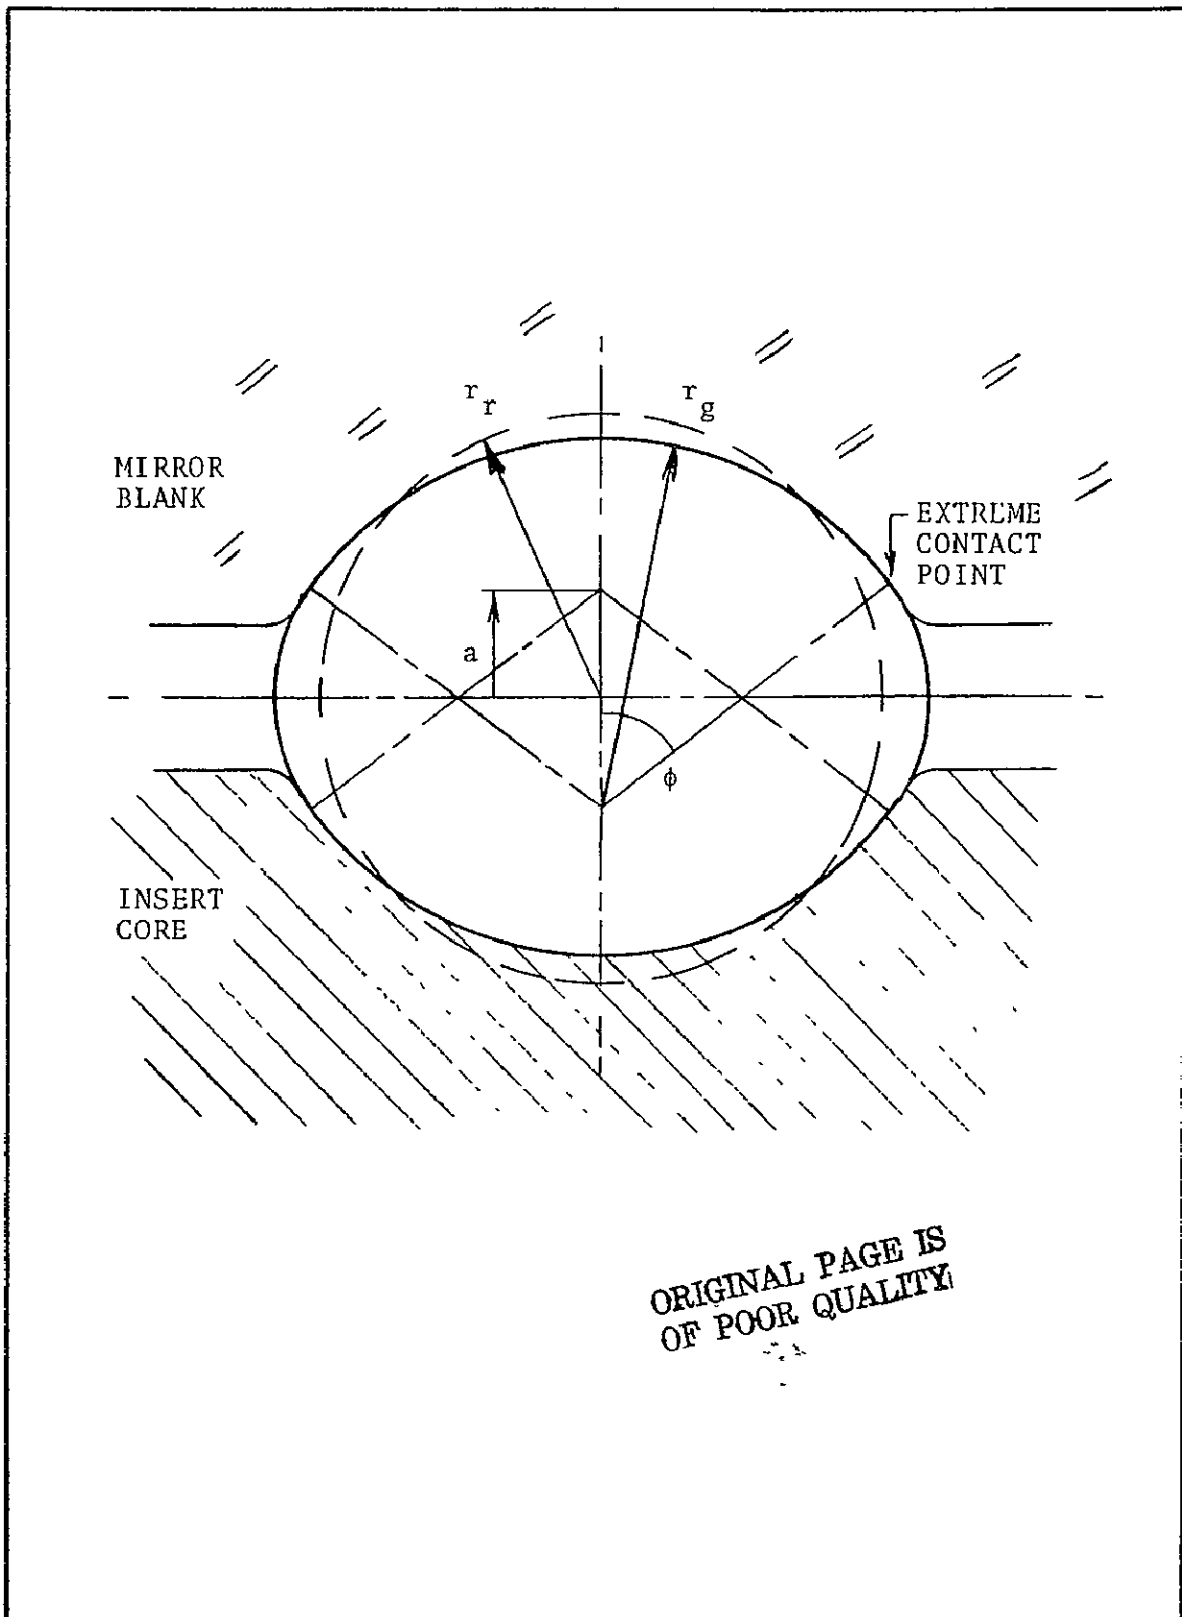 r_r
r_g
MIRROR
BLANK
EXTREME
CONTACT
POINT
a
φ
INSERT
CORE
ORIGINAL PAGE IS
OF POOR QUALITY